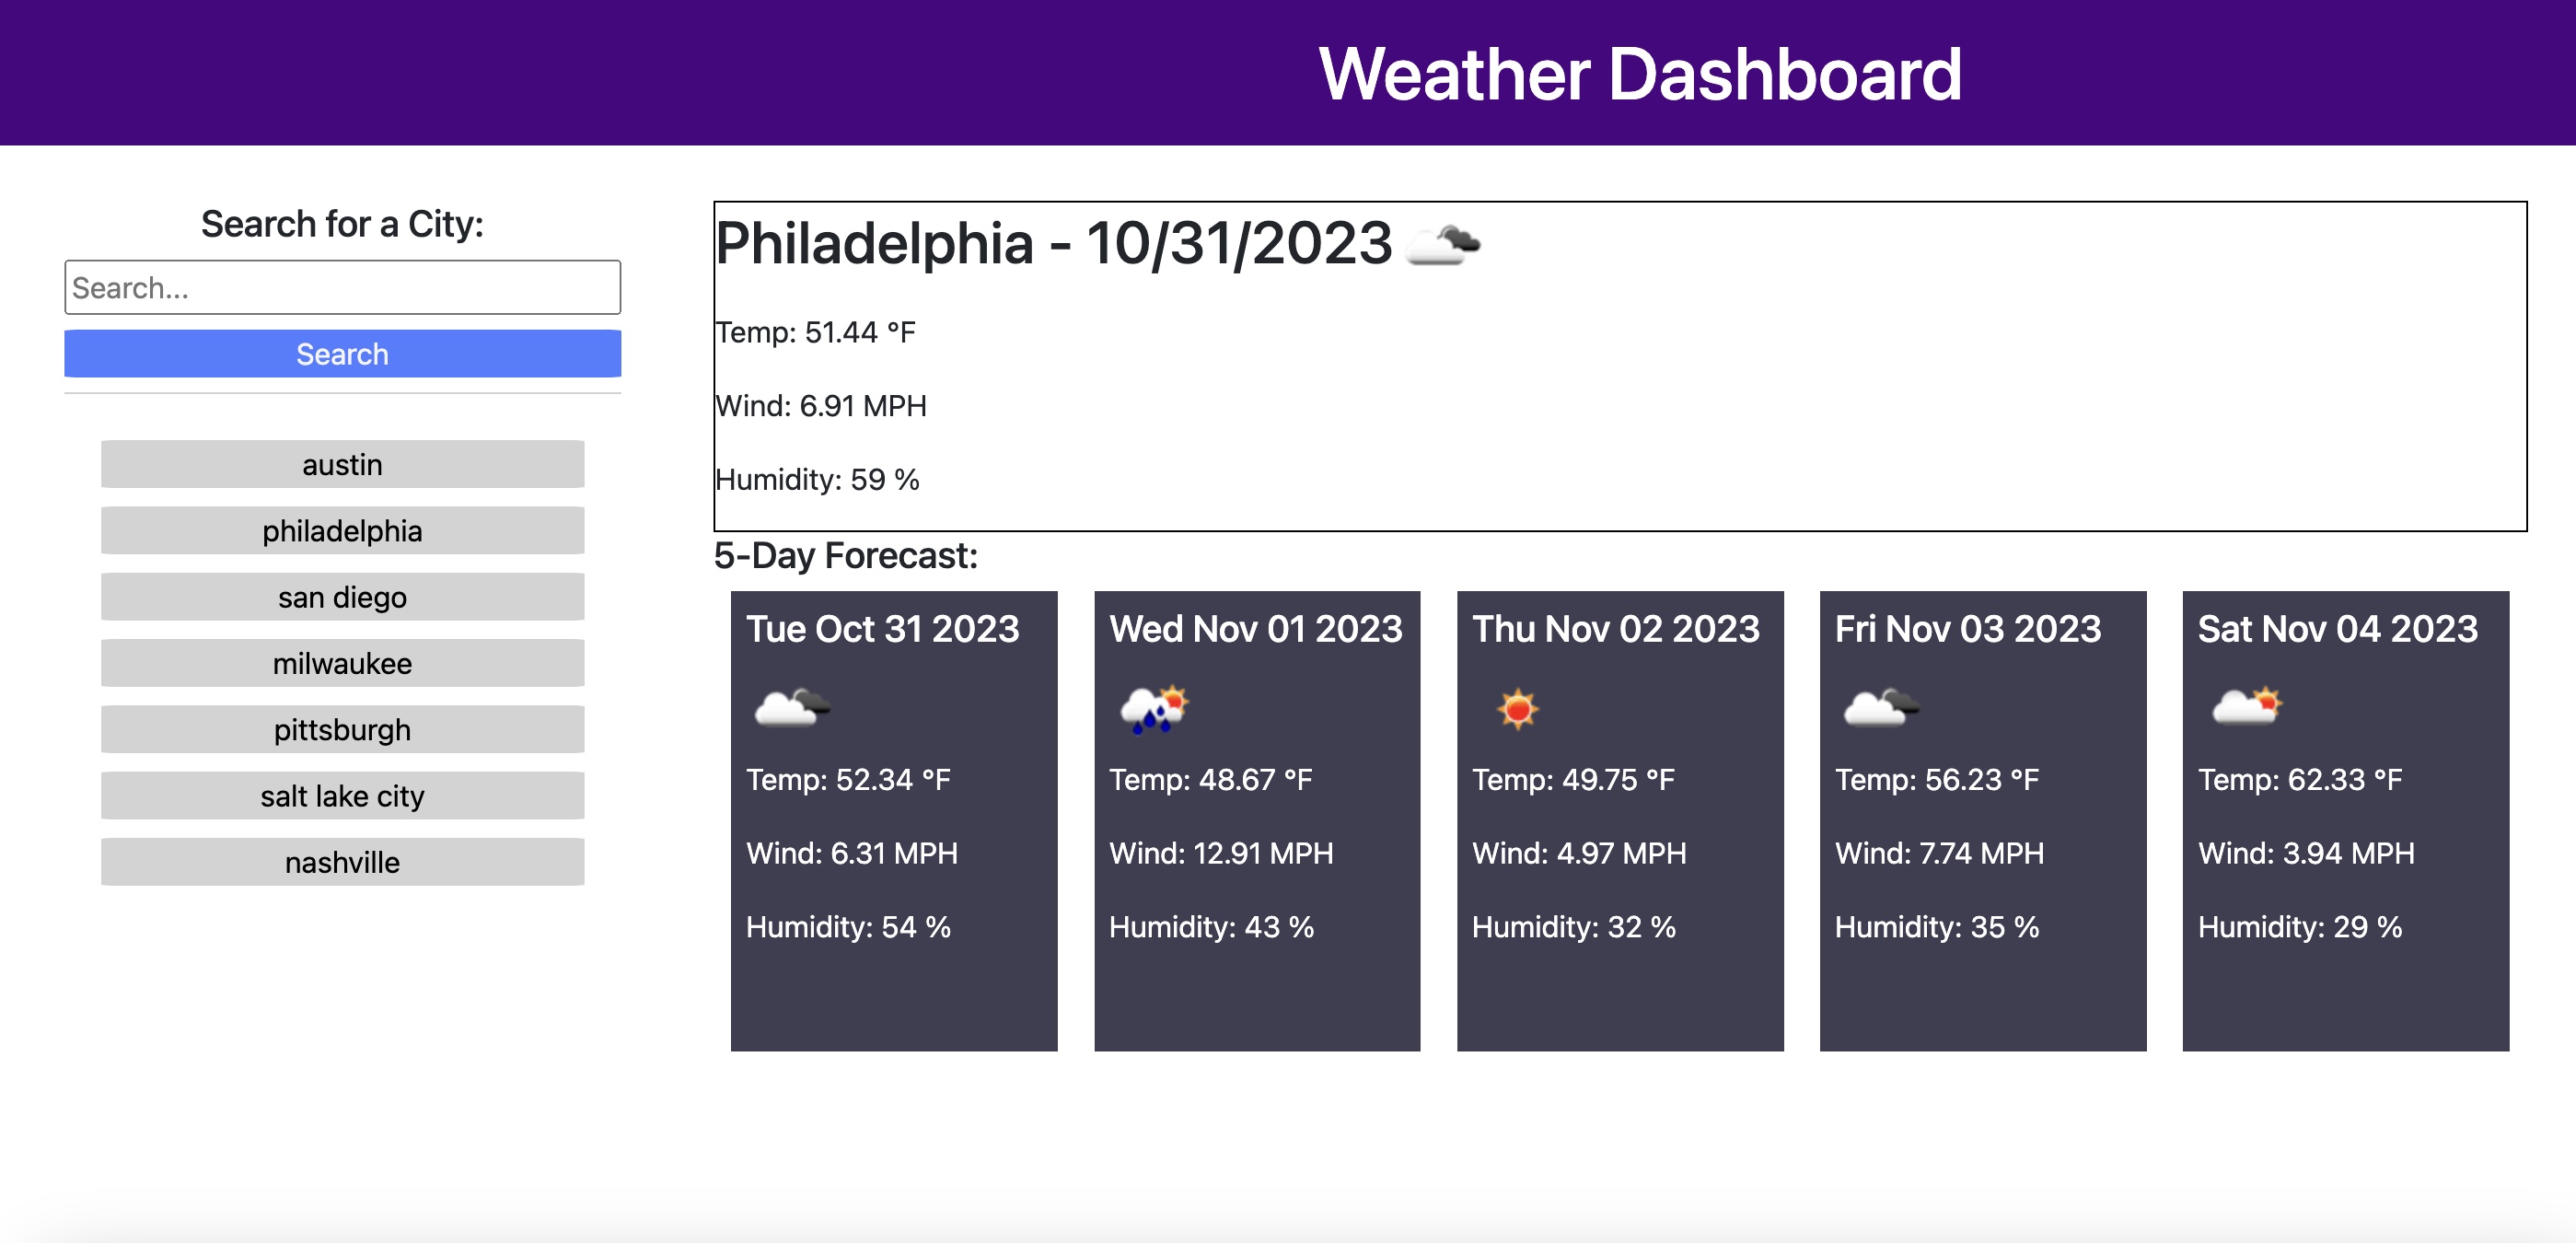 Weather Dashboard
Search for a City:
Search...
Search
austin
philadelphia
san diego
milwaukee
pittsburgh
salt lake city
nashville
Philadelphia - 10/31/2023
Temp: 51.44 °F
Wind: 6.91 MPH
Humidity: 59 %
5-Day Forecast:
Tue Oct 31 2023
Temp: 52.34 °F
Wind: 6.31 MPH
Humidity: 54 %
Wed Nov 01 2023
Temp: 48.67 °F
Wind: 12.91 MPH
Humidity: 43 %
Thu Nov 02 2023
Temp: 49.75 °F
Wind: 4.97 MPH
Humidity: 32 %
Fri Nov 03 2023
Temp: 56.23 °F
Wind: 7.74 MPH
Humidity: 35 %
Sat Nov 04 2023
Temp: 62.33 °F
Wind: 3.94 MPH
Humidity: 29 %